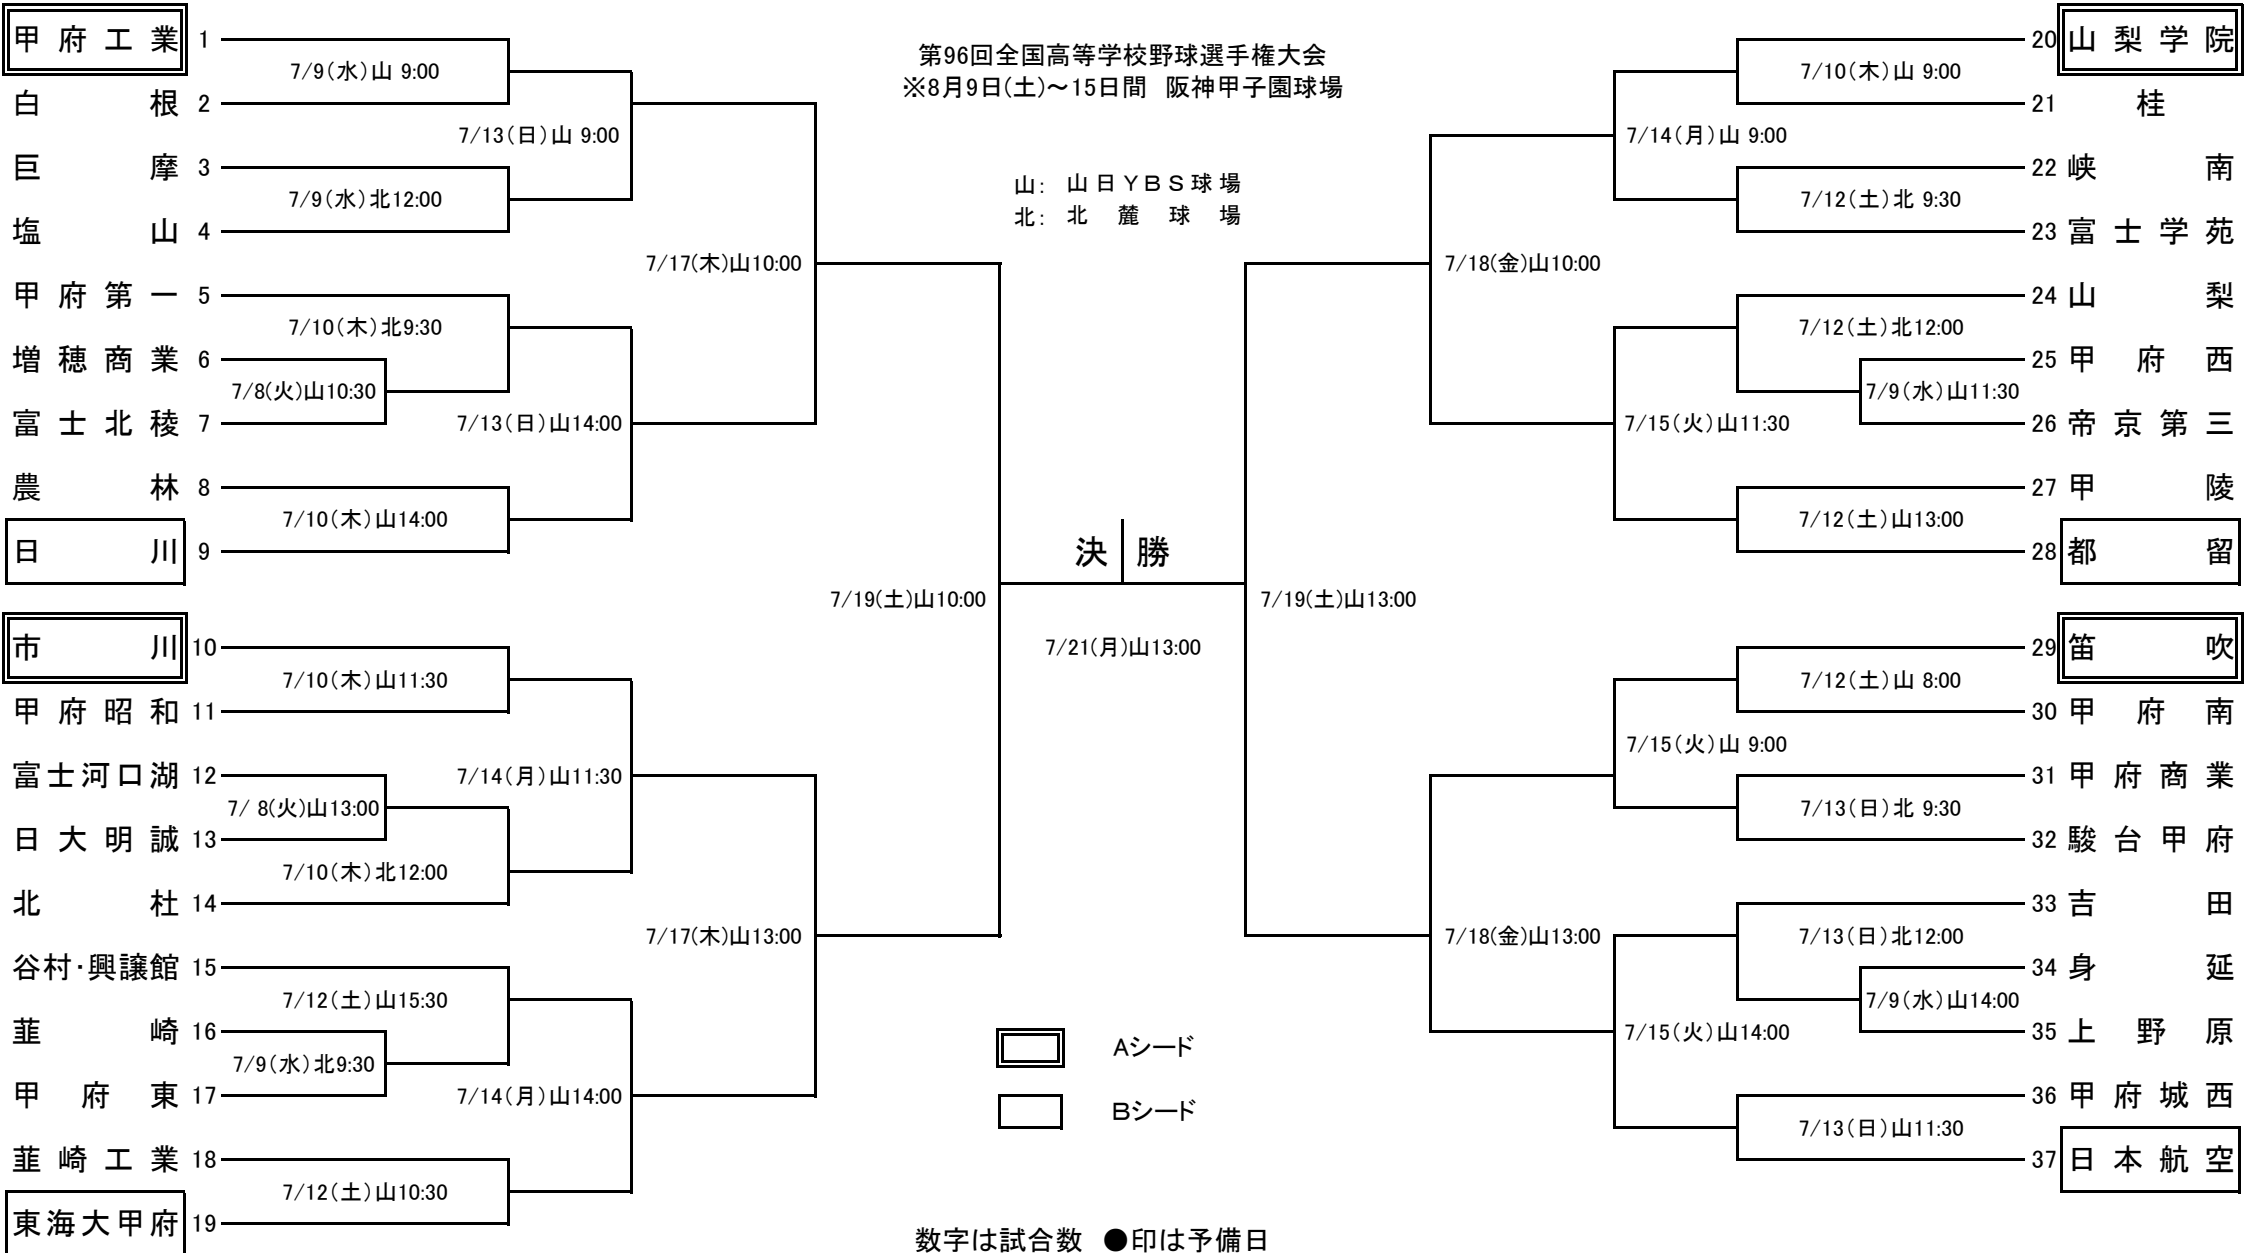 第96回全国高等学校野球選手権大会
※8月9日(土)～15日間 阪神甲子園球場
山： 山日YBS球場
北： 北麓球場
甲府工業 1
7/9(水)山 9:00
白根 2
7/13(日)山 9:00
巨摩 3
7/9(水)北12:00
塩山 4
7/17(木)山10:00
甲府第一 5
7/10(木)北9:30
増穂商業 6
7/8(火)山10:30
富士北稜 7
7/13(日)山14:00
農林 8
7/10(木)山14:00
日川 9
7/19(土)山10:00
市川 10
7/10(木)山11:30
甲府昭和 11
富士河口湖 12
7/14(月)山11:30
7/ 8(火)山13:00
日大明誠 13
7/10(木)北12:00
北杜 14
7/17(木)山13:00
谷村･興譲館 15
7/12(土)山15:30
韮崎 16
7/9(水)北9:30
甲府東 17
7/14(月)山14:00
韮崎工業 18
7/12(土)山10:30
東海大甲府 19
決勝
7/21(月)山13:00
20 山梨学院
7/10(木)山 9:00
21 桂
7/14(月)山 9:00
22 峡南
7/12(土)北 9:30
23 富士学苑
7/18(金)山10:00
24 山梨
7/12(土)北12:00
25 甲府西
7/9(水)山11:30
26 帝京第三
7/15(火)山11:30
27 甲陵
7/12(土)山13:00
28 都留
7/19(土)山13:00
29 笛吹
7/12(土)山 8:00
30 甲府南
7/15(火)山 9:00
31 甲府商業
7/13(日)北 9:30
32 駿台甲府
33 吉田
7/18(金)山13:00
7/13(日)北12:00
34 身延
7/9(水)山14:00
35 上野原
7/15(火)山14:00
36 甲府城西
7/13(日)山11:30
37 日本航空
Aシード
Bシード
数字は試合数 ●印は予備日